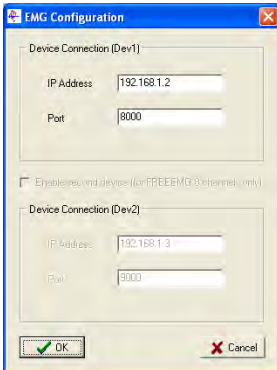 EMG Configuration
Device Connection (Dev1)
IP Address 192.168.1.2
Port 8000
Enable second device (for FREEEMG 8 channels only)
Device Connection (Dev2)
IP Address 192.168.1.3
Port 9000
OK Cancel